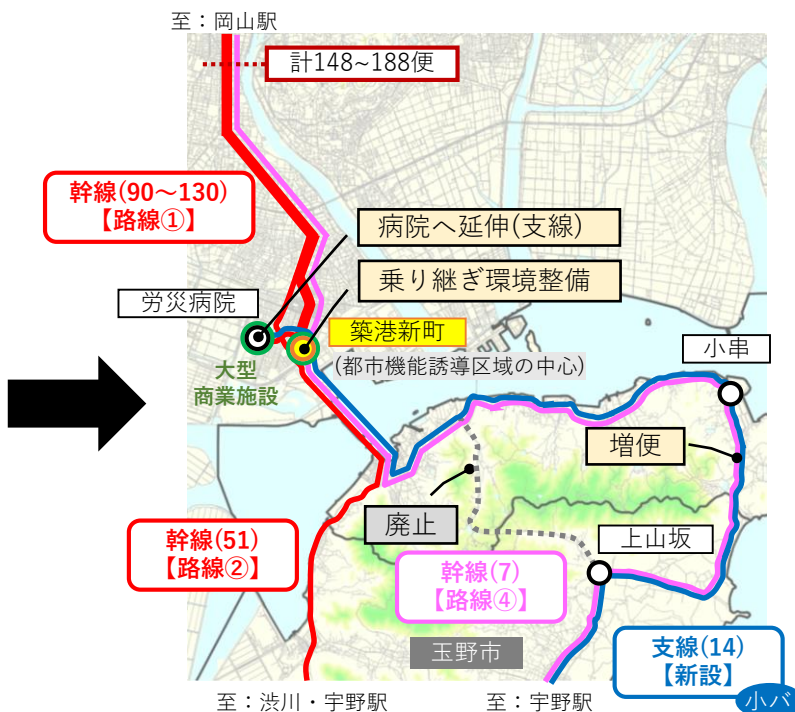 至：岡山駅
計148~188便
幹線(90～130)
【路線①】
病院へ延伸(支線)
乗り継ぎ環境整備
労災病院
築港新町
(都市機能誘導区域の中心)
大型
商業施設
小串
増便
廃止
上山坂
幹線(51)
【路線②】
幹線(7)
【路線④】
玉野市
支線(14)
【新設】
小バ
至：渋川・宇野駅
至：宇野駅